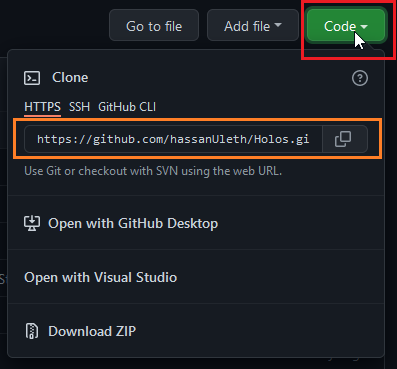 Go to file Add file Code
Clone
HTTPS SSH GitHub CLI
https://github.com/hassanUleth/Holos.gi
Use Git or checkout with SVN using the web URL.
Open with GitHub Desktop
Open with Visual Studio
Download ZIP